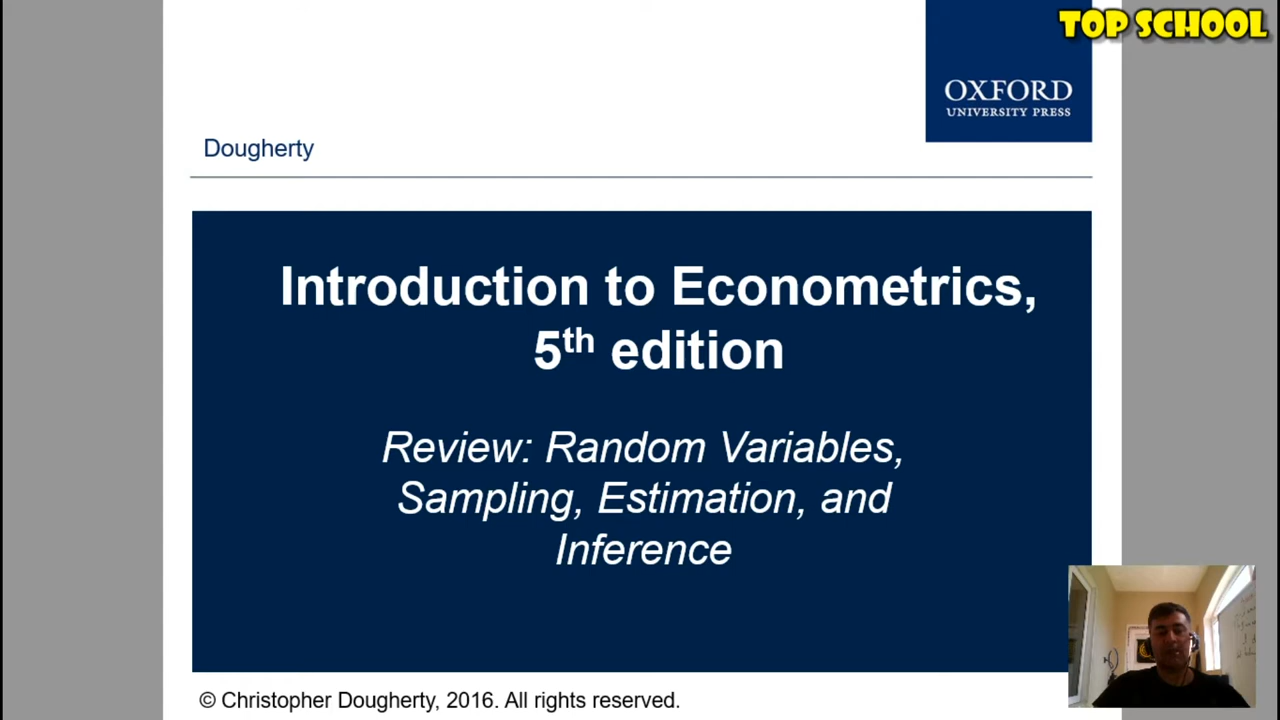 TOP SCHOOL
OXFORD
UNIVERSITY PRESS
Dougherty
Introduction to Econometrics,
5th edition
Review: Random Variables,
Sampling, Estimation, and
Inference
© Christopher Dougherty, 2016. All rights reserved.